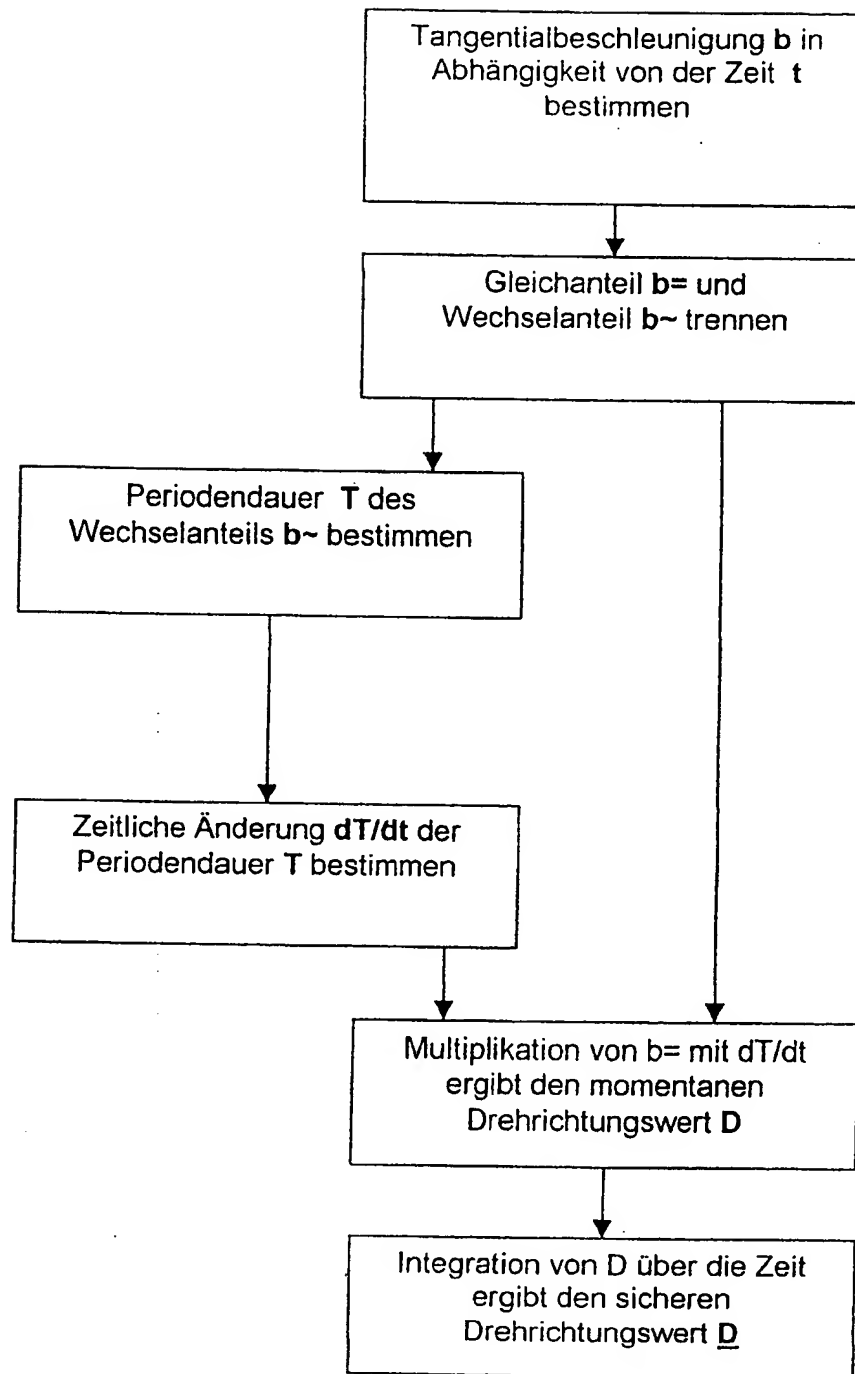 Tangentialbeschleunigung b in
Abhängigkeit von der Zeit t
bestimmen
Gleichanteil b= und
Wechselanteil b~ trennen
Periodendauer T des
Wechselanteils b~ bestimmen
Zeitliche Änderung dT/dt der
Periodendauer T bestimmen
Multiplikation von b= mit dT/dt
ergibt den momentanen
Drehrichtungswert D
Integration von D über die Zeit
ergibt den sicheren
Drehrichtungswert D